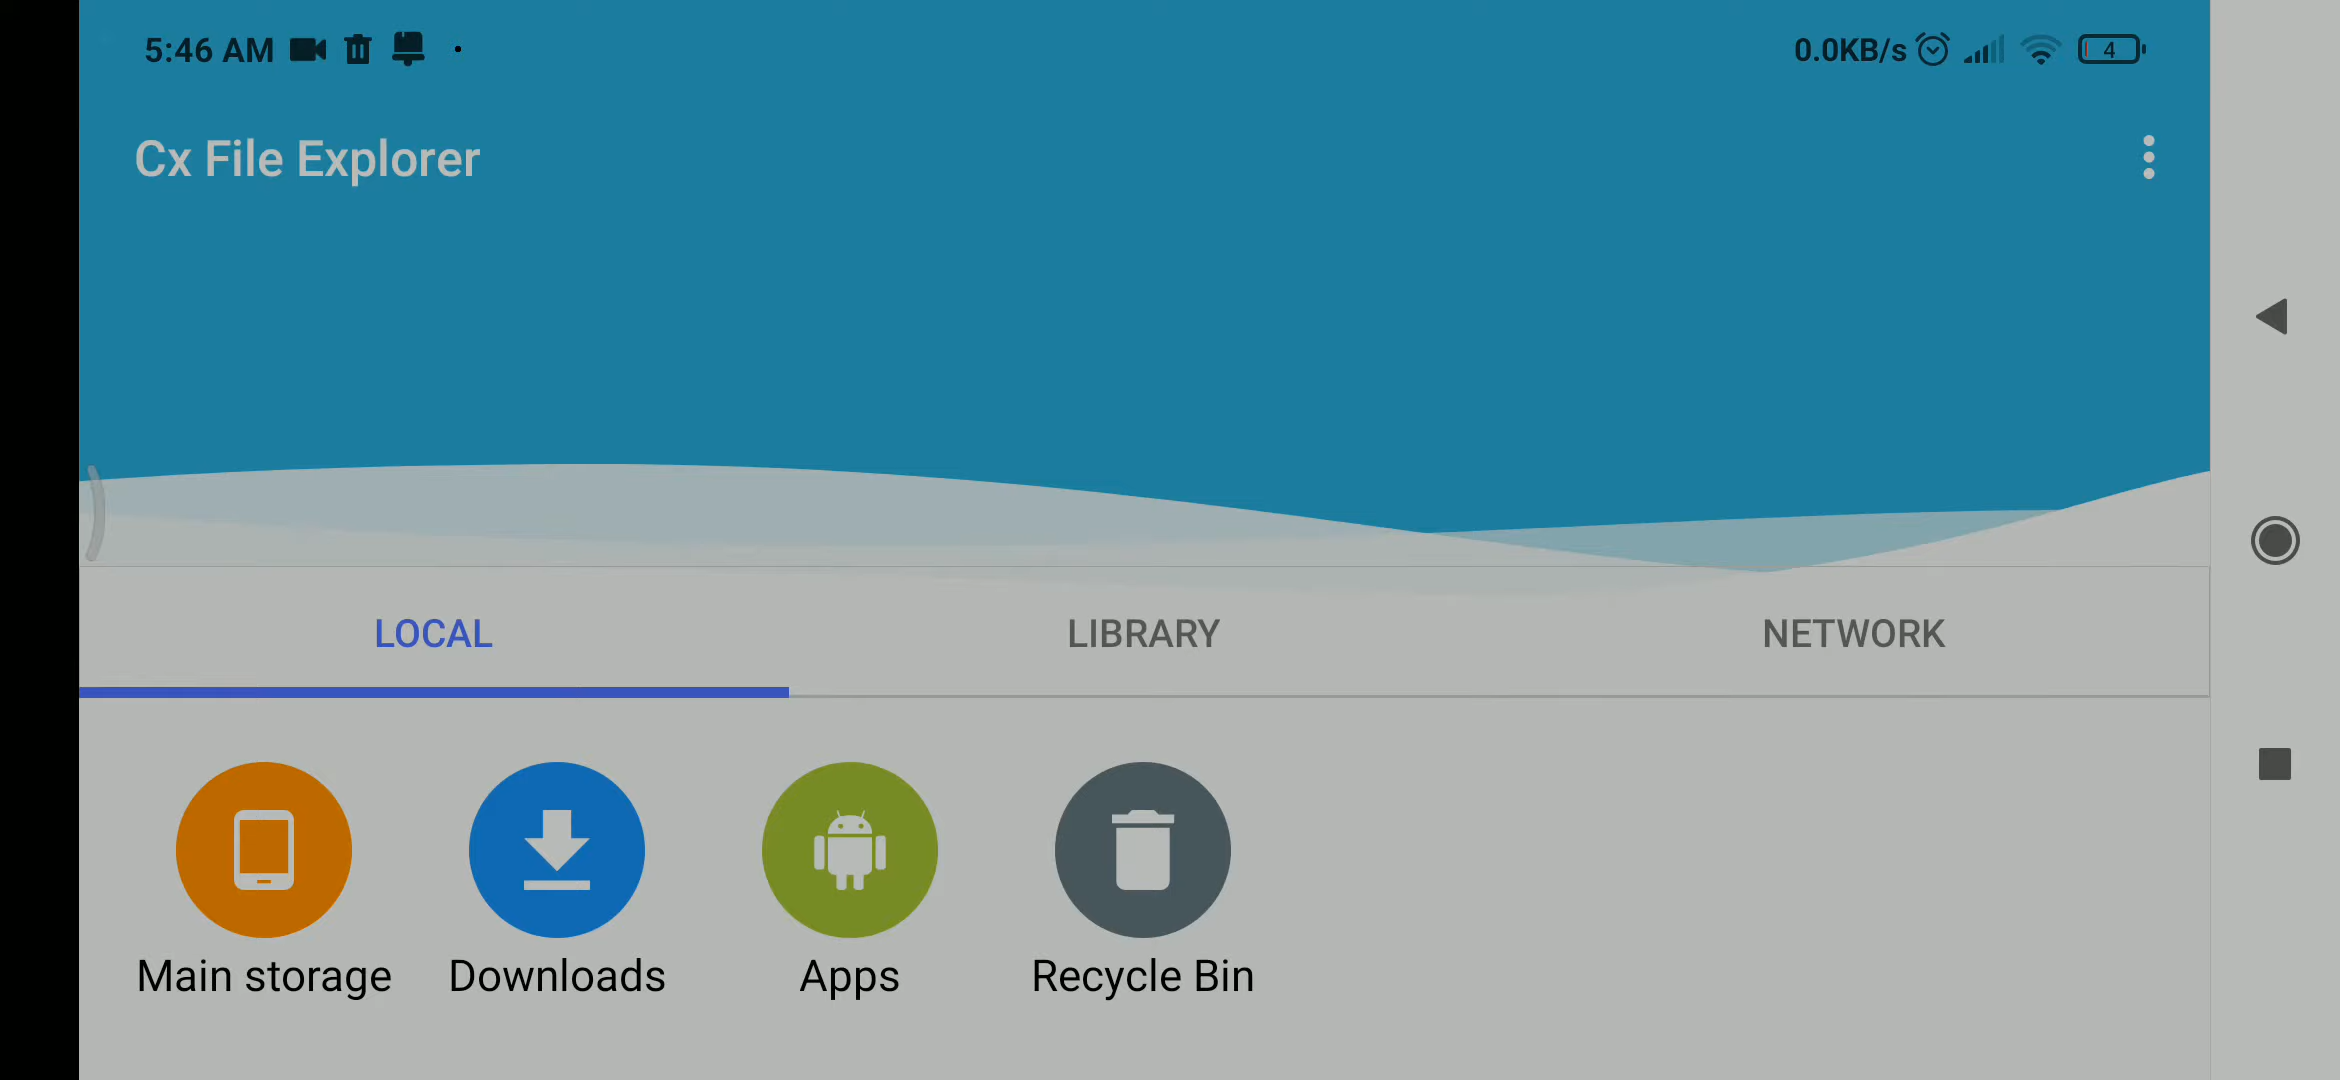 5:46 AM 0.0KB/s 4
Cx File Explorer
LOCAL LIBRARY NETWORK
Main storage Downloads Apps Recycle Bin